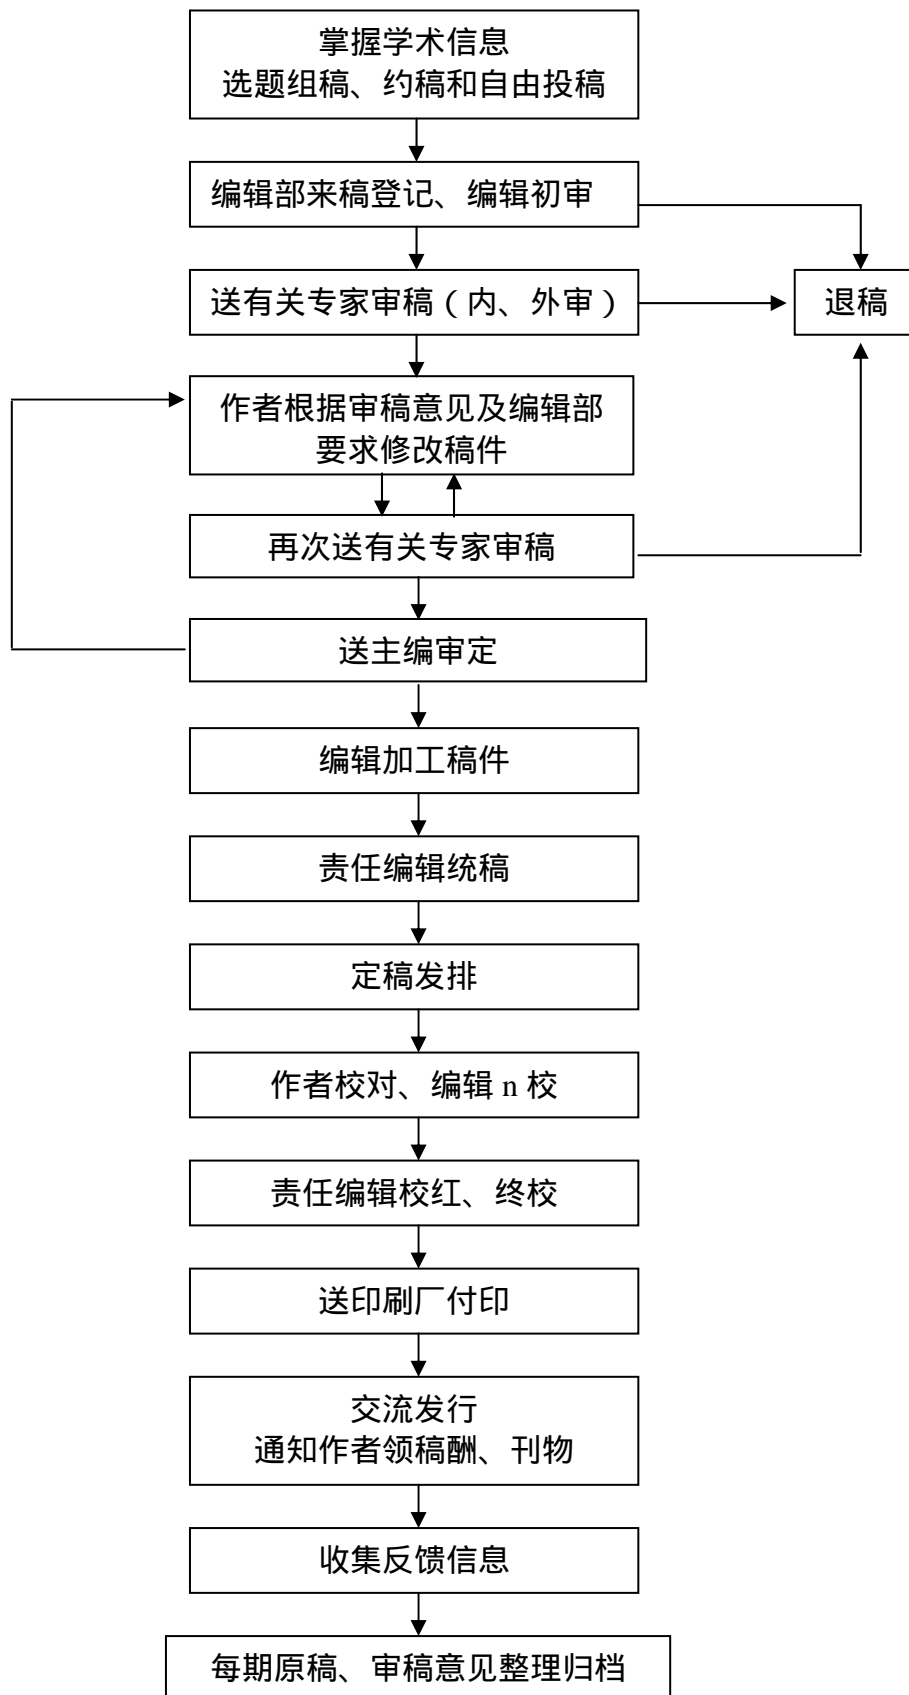 掌握学术信息
选题组稿、约稿和自由投稿
编辑部来稿登记、编辑初审
送有关专家审稿（内、外审）
退稿
作者根据审稿意见及编辑部
要求修改稿件
再次送有关专家审稿
送主编审定
编辑加工稿件
责任编辑统稿
定稿发排
作者校对、编辑 n 校
责任编辑校红、终校
送印刷厂付印
交流发行
通知作者领稿酬、刊物
收集反馈信息
每期原稿、审稿意见整理归档